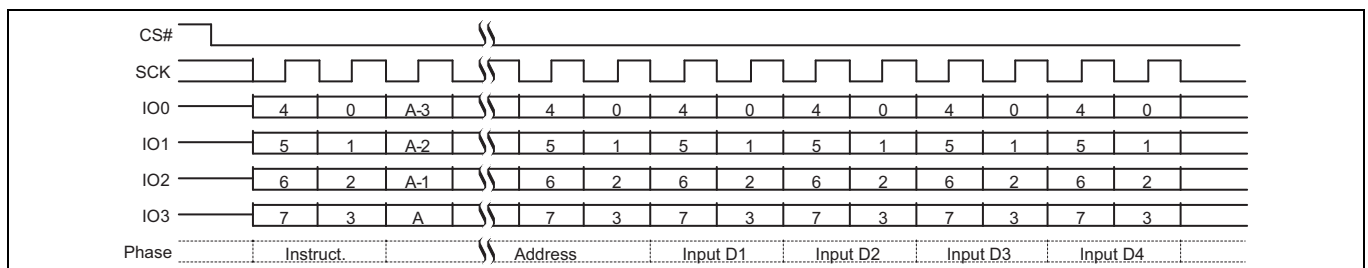 CS#
SCK
IO0 4 0 A-3 4 0 4 0 4 0 4 0 4 0
IO1 5 1 A-2 5 1 5 1 5 1 5 1 5 1
IO2 6 2 A-1 6 2 6 2 6 2 6 2 6 2
IO3 7 3 A 7 3 7 3 7 3 7 3 7 3
Phase Instruct. Address Input D1 Input D2 Input D3 Input D4